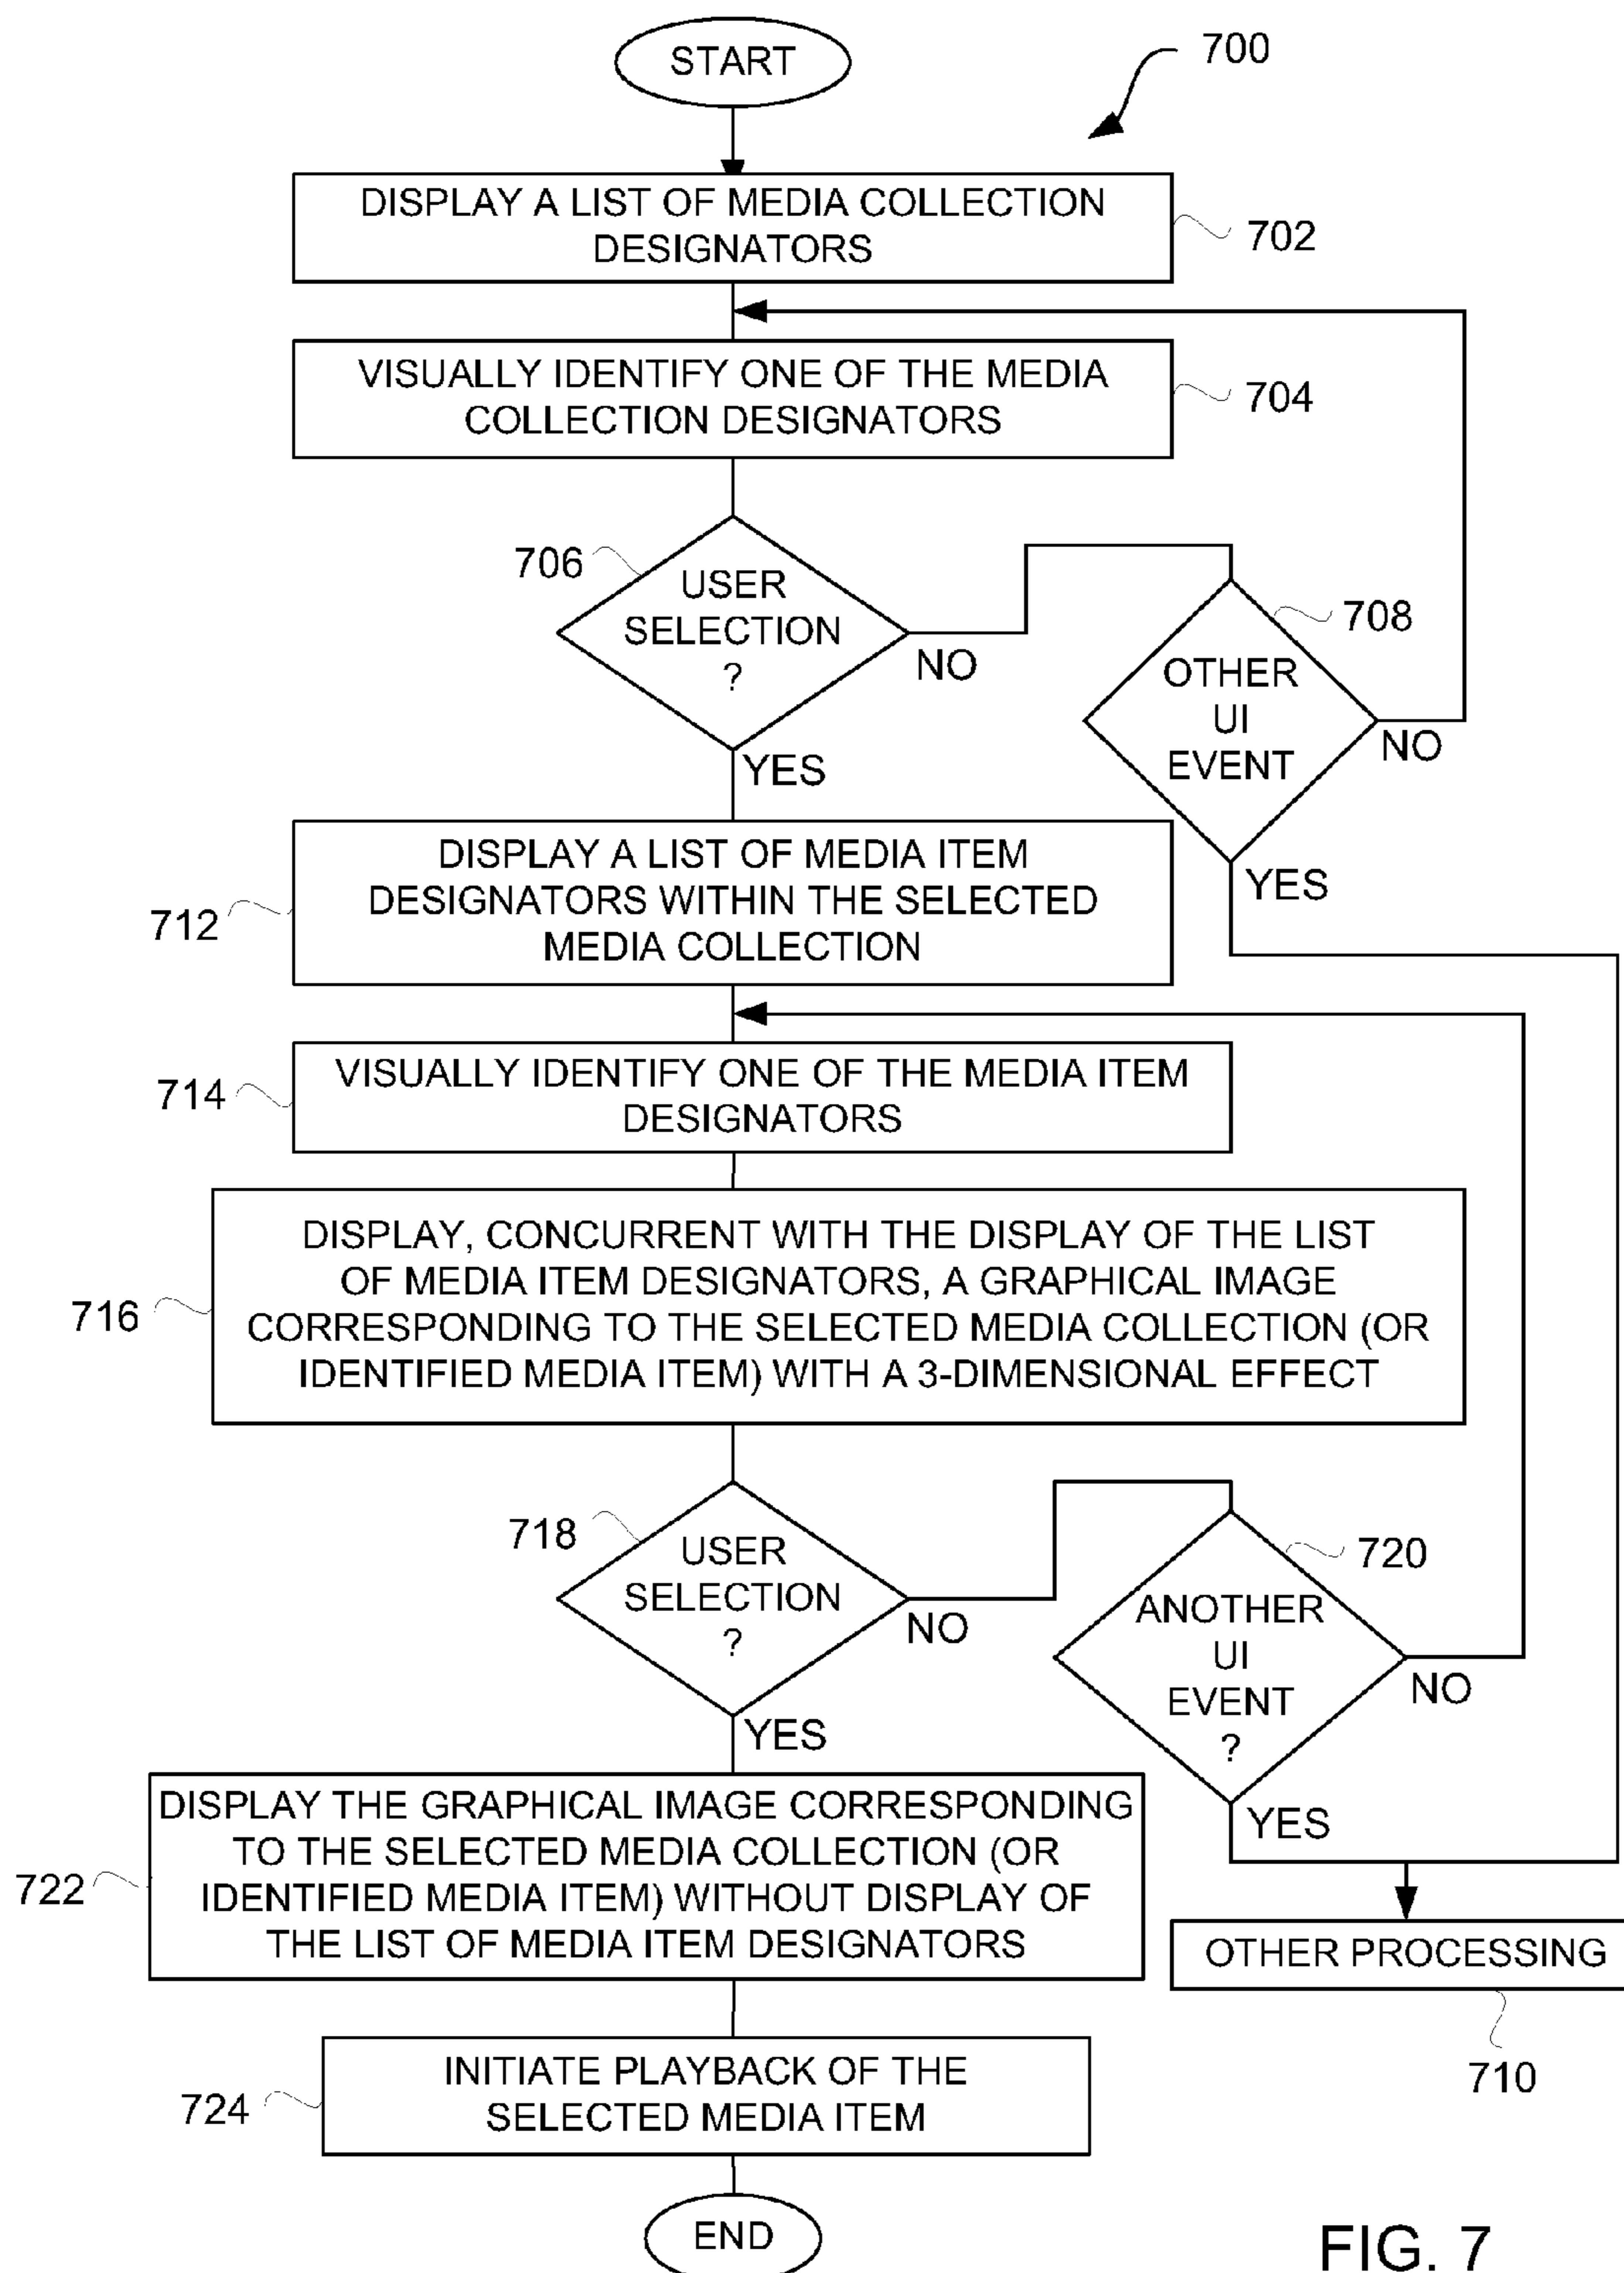 START
700
DISPLAY A LIST OF MEDIA COLLECTION
DESIGNATORS
702
VISUALLY IDENTIFY ONE OF THE MEDIA
COLLECTION DESIGNATORS
704
706
USER
SELECTION
?
NO
YES
708
OTHER
UI
EVENT
NO
YES
DISPLAY A LIST OF MEDIA ITEM
DESIGNATORS WITHIN THE SELECTED
MEDIA COLLECTION
712
VISUALLY IDENTIFY ONE OF THE MEDIA ITEM
DESIGNATORS
714
DISPLAY, CONCURRENT WITH THE DISPLAY OF THE LIST
OF MEDIA ITEM DESIGNATORS, A GRAPHICAL IMAGE
CORRESPONDING TO THE SELECTED MEDIA COLLECTION (OR
IDENTIFIED MEDIA ITEM) WITH A 3-DIMENSIONAL EFFECT
716
718
USER
SELECTION
?
NO
YES
720
ANOTHER
UI
EVENT
?
NO
YES
DISPLAY THE GRAPHICAL IMAGE CORRESPONDING
TO THE SELECTED MEDIA COLLECTION (OR
IDENTIFIED MEDIA ITEM) WITHOUT DISPLAY OF
THE LIST OF MEDIA ITEM DESIGNATORS
722
OTHER PROCESSING
710
INITIATE PLAYBACK OF THE
SELECTED MEDIA ITEM
724
END
FIG. 7